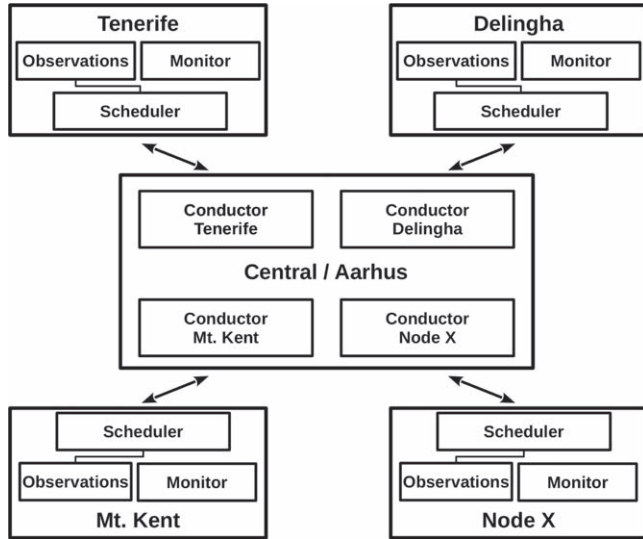 Tenerife
Observations
Monitor
Scheduler
Delingha
Observations
Monitor
Scheduler
Conductor
Tenerife
Conductor
Delingha
Central / Aarhus
Conductor
Mt. Kent
Conductor
Node X
Scheduler
Observations
Monitor
Mt. Kent
Scheduler
Observations
Monitor
Node X